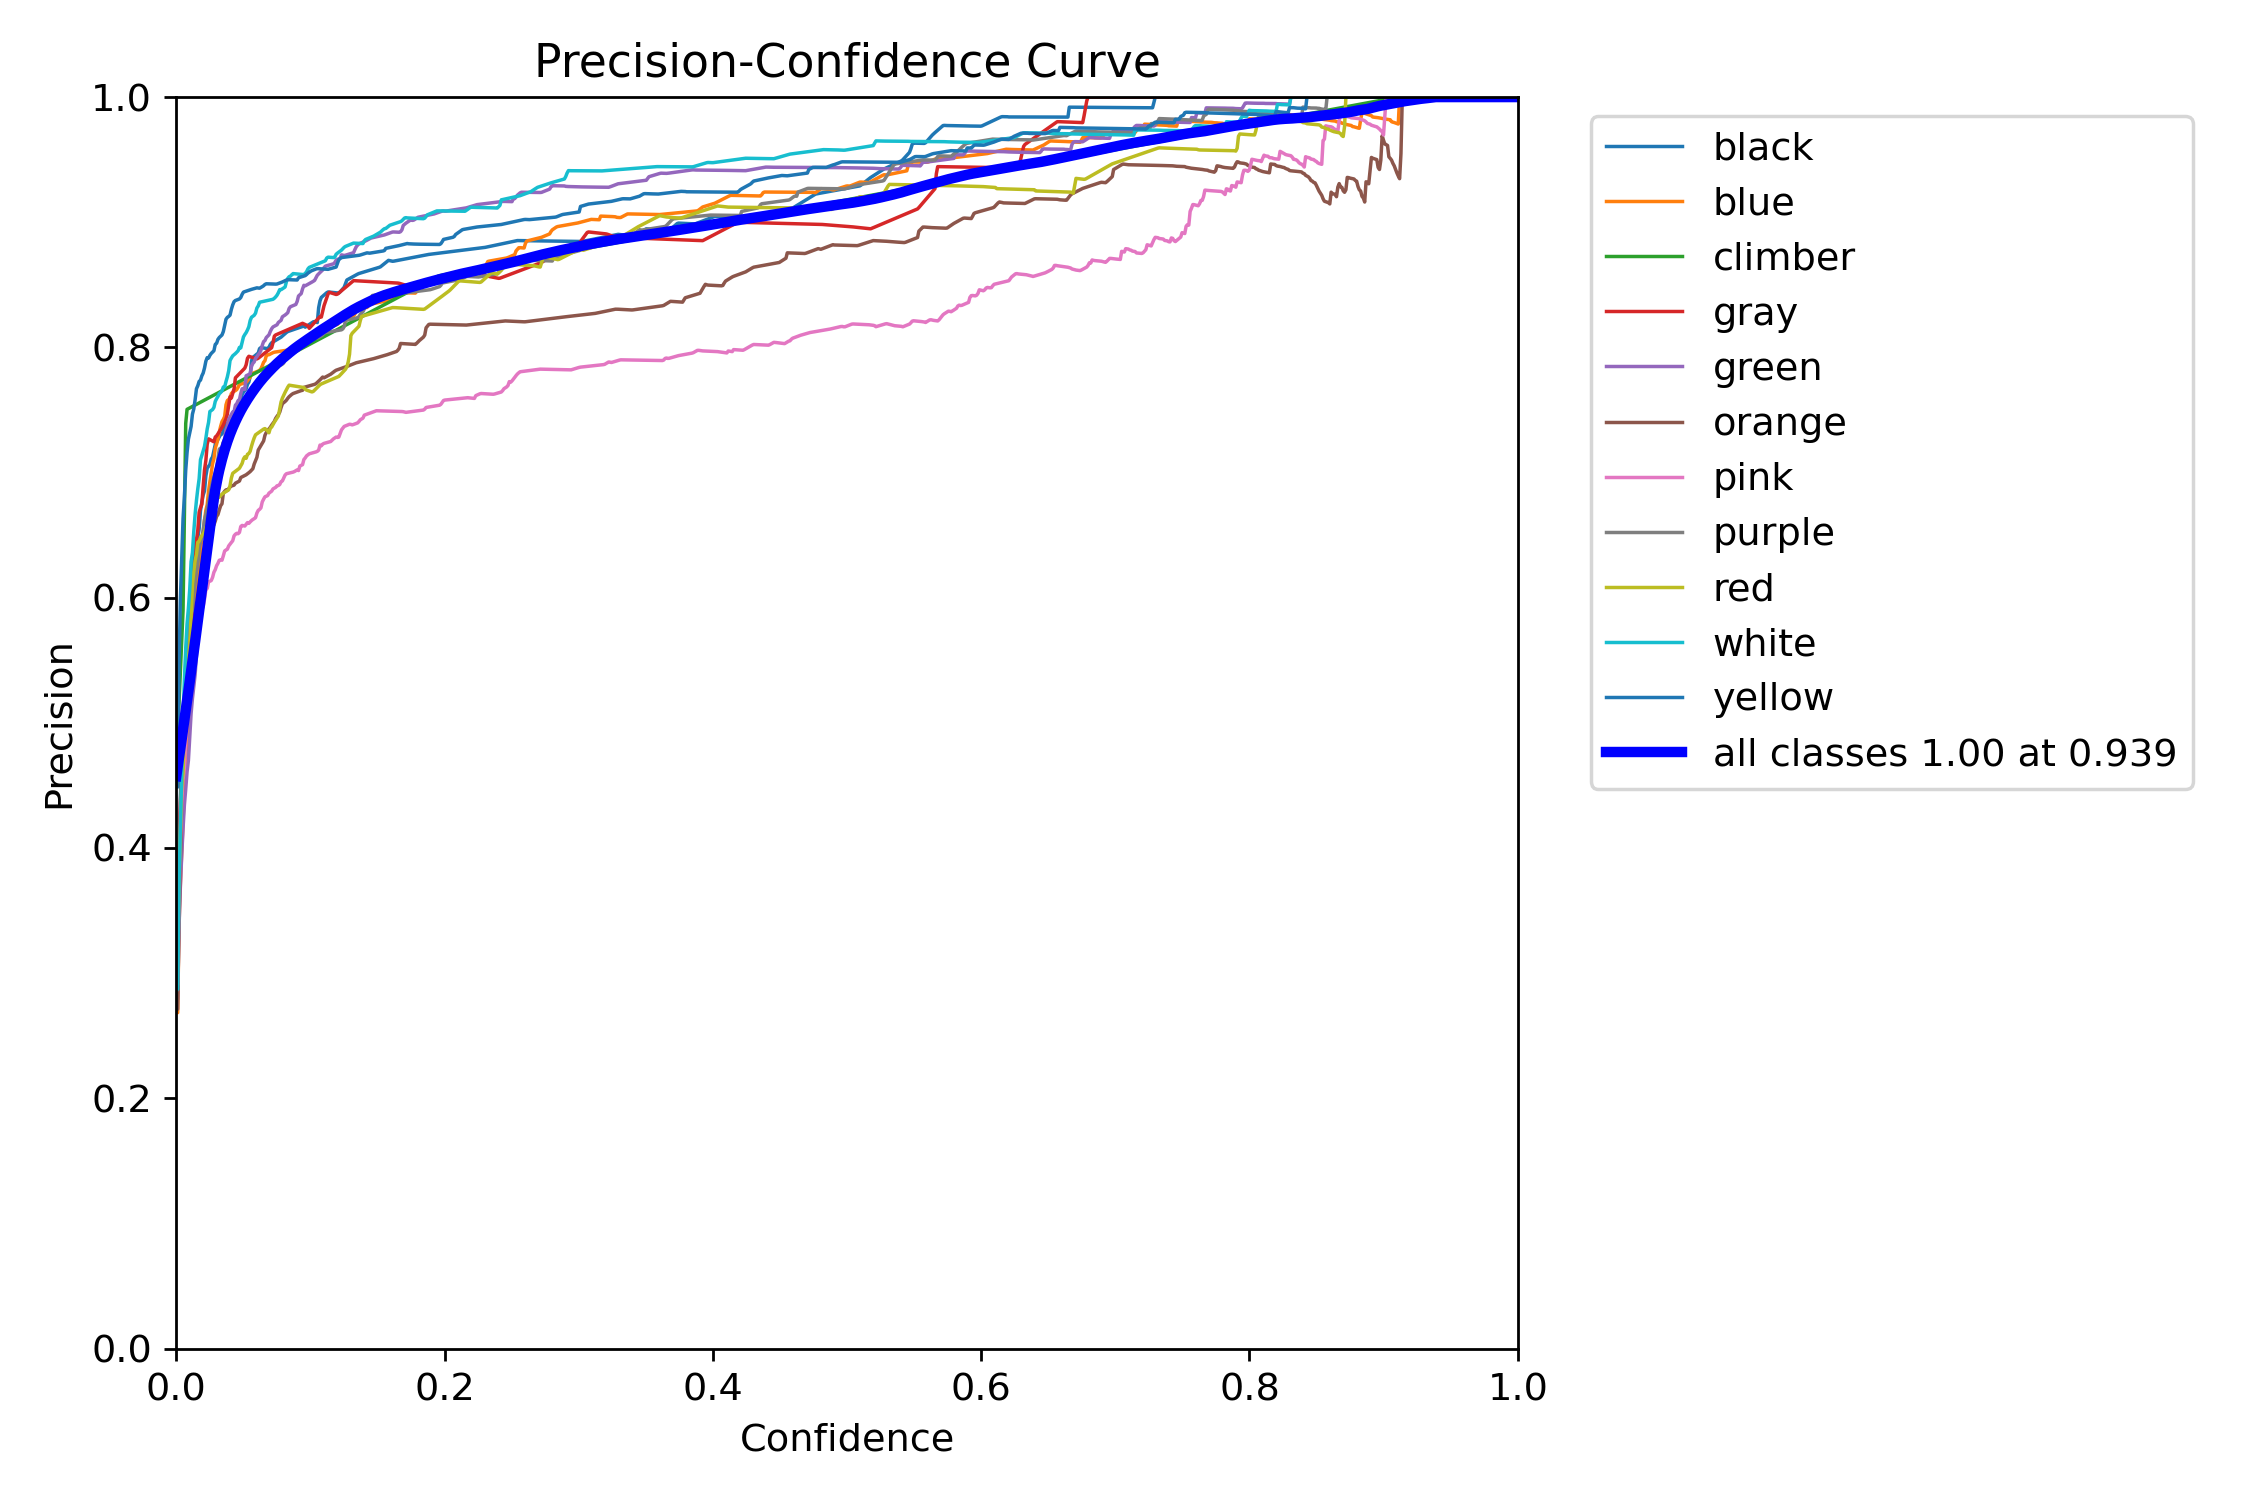 Precision-Confidence Curve
1.0
0.8
0.6
0.4
0.2
0.0
Precision
0.0 0.2 0.4 0.6 0.8 1.0
Confidence
black
blue
climber
gray
green
orange
pink
purple
red
white
yellow
all classes 1.00 at 0.939